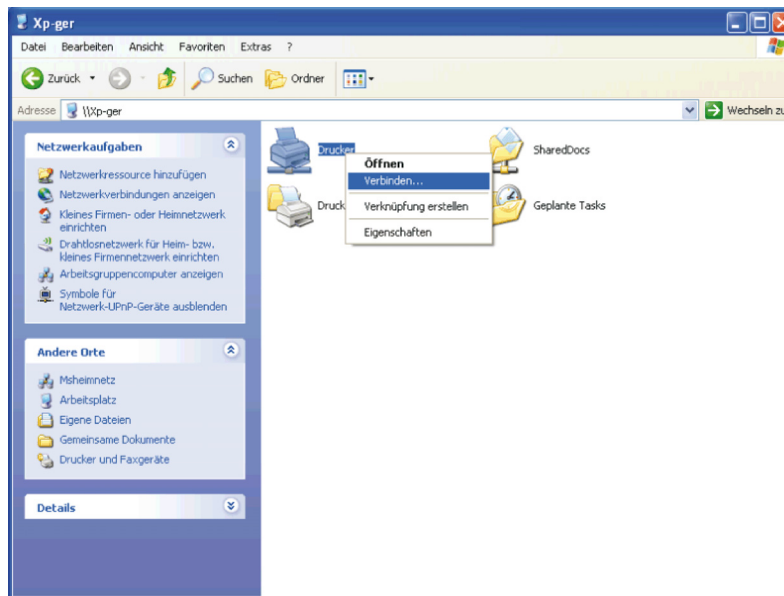 Xp-ger
Datei Bearbeiten Ansicht Favoriten Extras ?
Zurück Suchen Ordner
Adresse \\Xp-ger Wechseln zu
Netzwerkaufgaben
Netzwerkressource hinzufügen
Netzwerkverbindungen anzeigen
Kleines Firmen- oder Heimnetzwerk
einrichten
Drahtlosnetzwerk für Heim- bzw.
kleines Firmennetzwerk einrichten
Arbeitsgruppencomputer anzeigen
Symbole für
Netzwerk-UPnP-Geräte ausblenden
Andere Orte
Msheimnetz
Arbeitsplatz
Eigene Dateien
Gemeinsame Dokumente
Drucker und Faxgeräte
Details
Drucker
SharedDocs
Druck
Geplante Tasks
Öffnen
Verbinden...
Verknüpfung erstellen
Eigenschaften